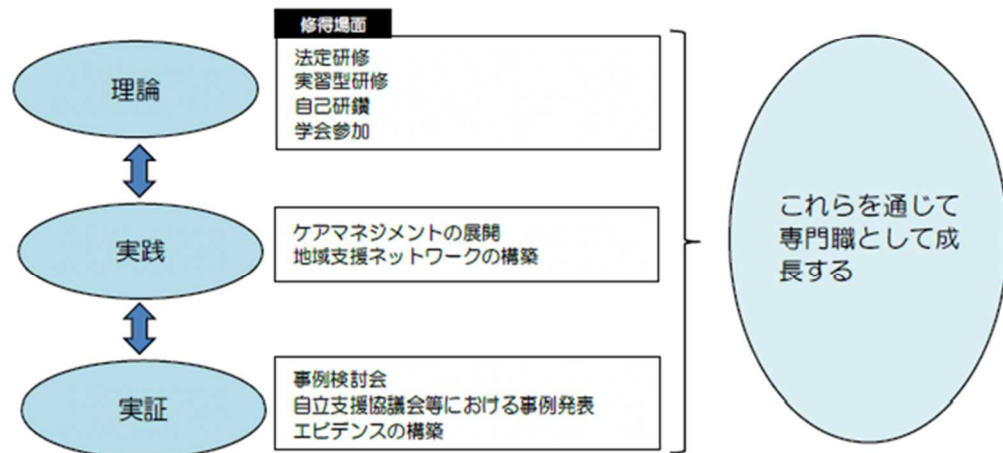 修得場面
理論
法定研修
実習型研修
自己研鑽
学会参加
実践
ケアマネジメントの展開
地域支援ネットワークの構築
実証
事例検討会
自立支援協議会等における事例発表
エビデンスの構築
これらを通じて
専門職として成
長する